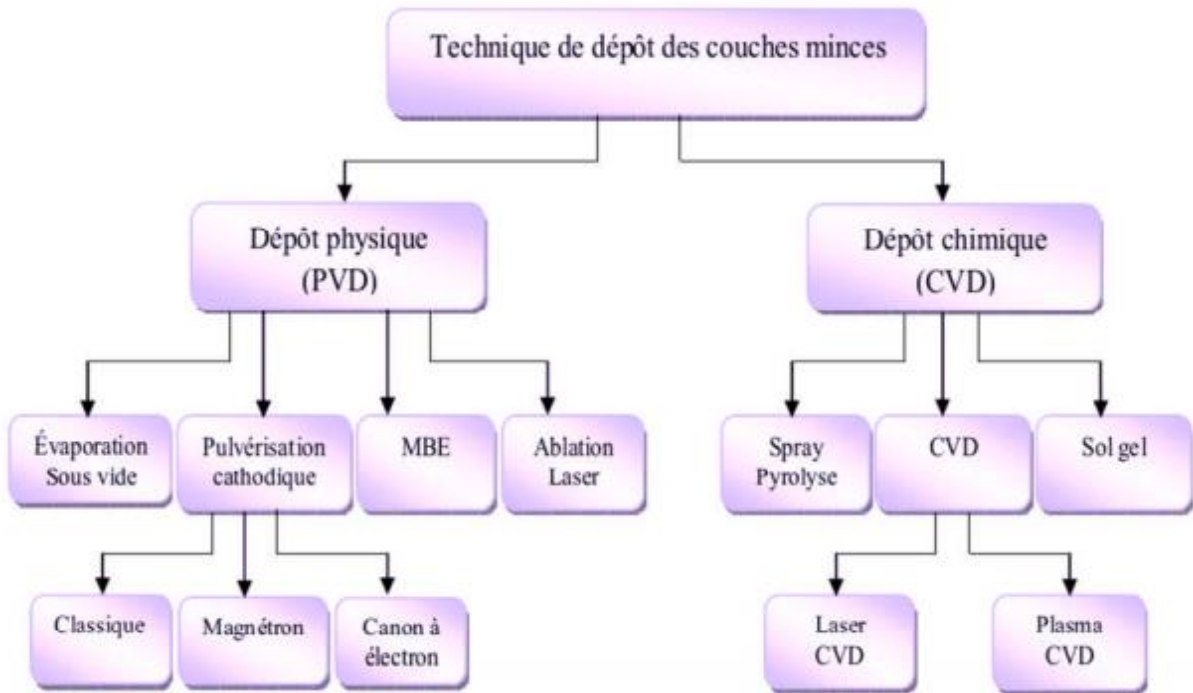 Technique de dépôt des couches minces
Dépôt physique
(PVD)
Dépôt chimique
(CVD)
Évaporation
Sous vide
Pulvérisation
cathodique
MBE
Ablation
Laser
Spray
Pyrolyse
CVD
Sol gel
Classique
Magnétron
Canon à
électron
Laser
CVD
Plasma
CVD